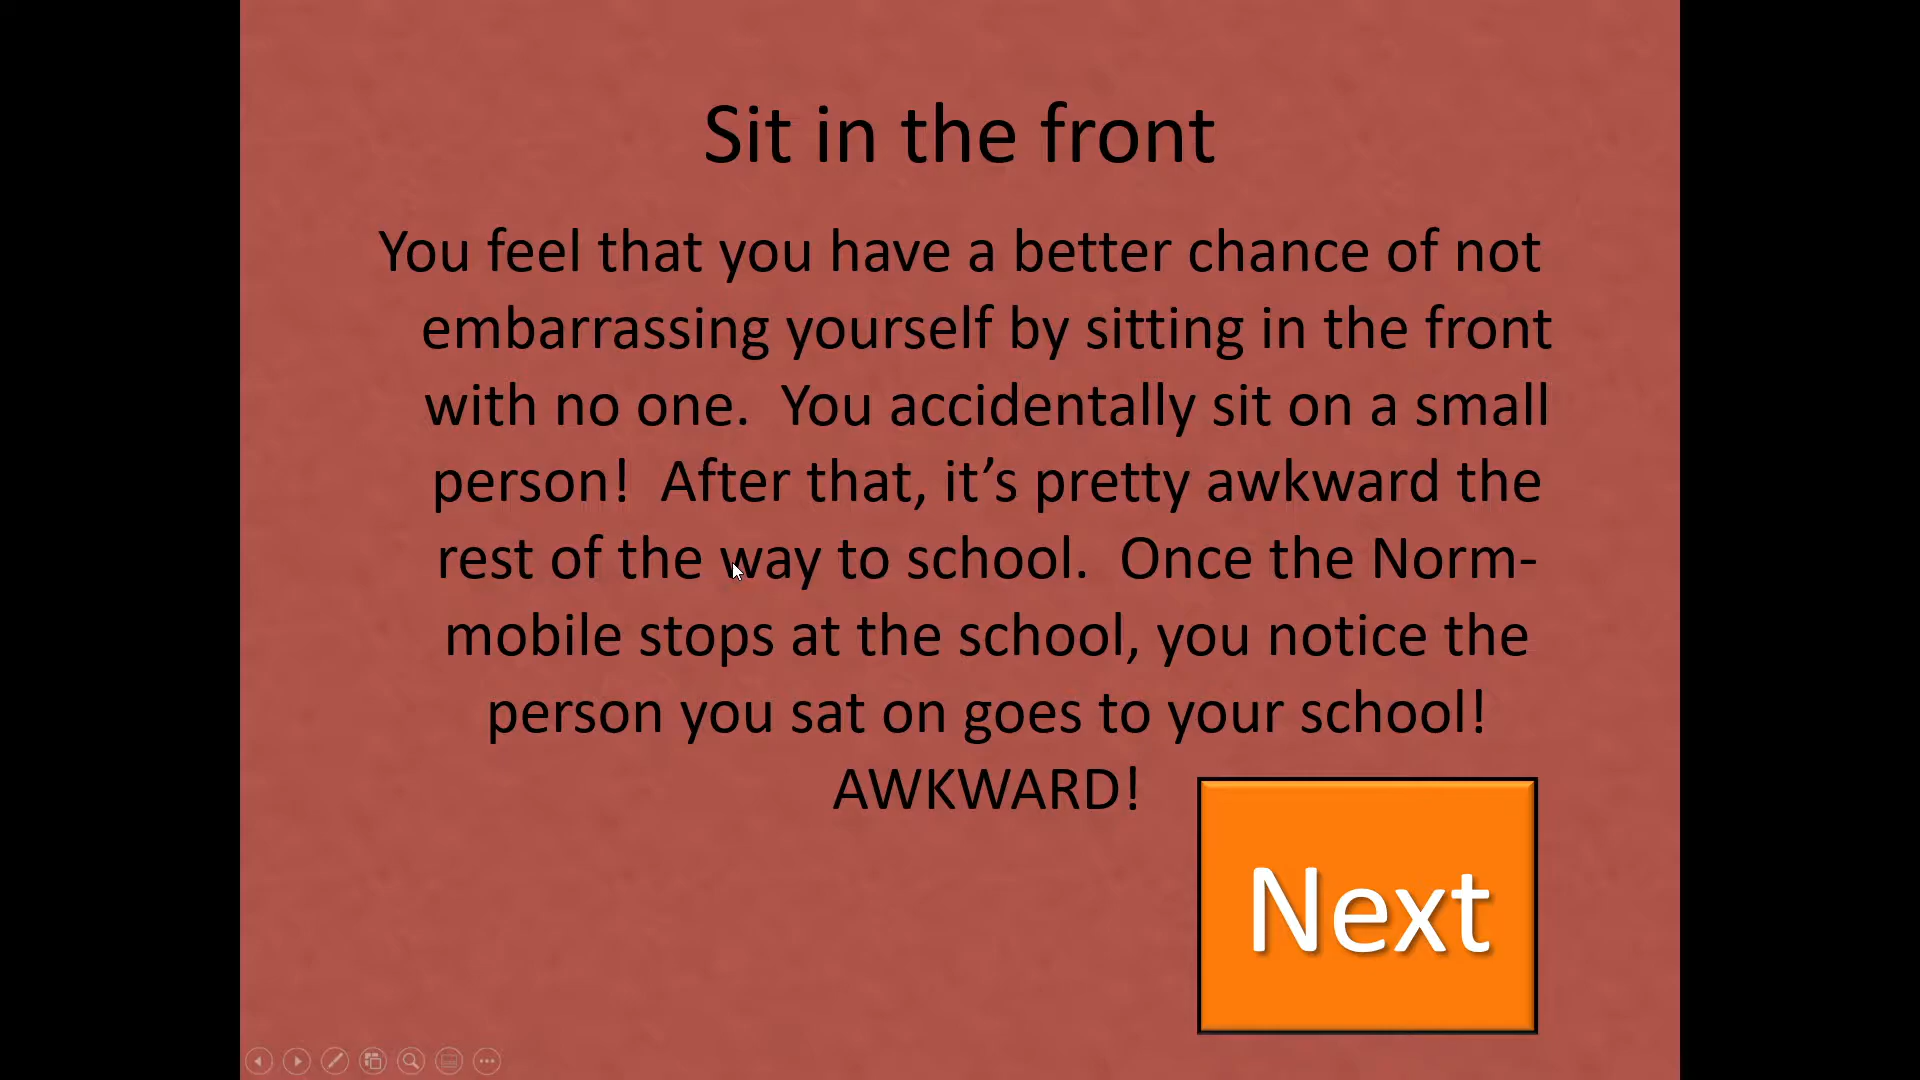 Sit in the front
You feel that you have a better chance of not
embarrassing yourself by sitting in the front
with no one.  You accidentally sit on a small
person!  After that, it’s pretty awkward the
rest of the way to school.  Once the Norm-
mobile stops at the school, you notice the
person you sat on goes to your school!
AWKWARD!
Next